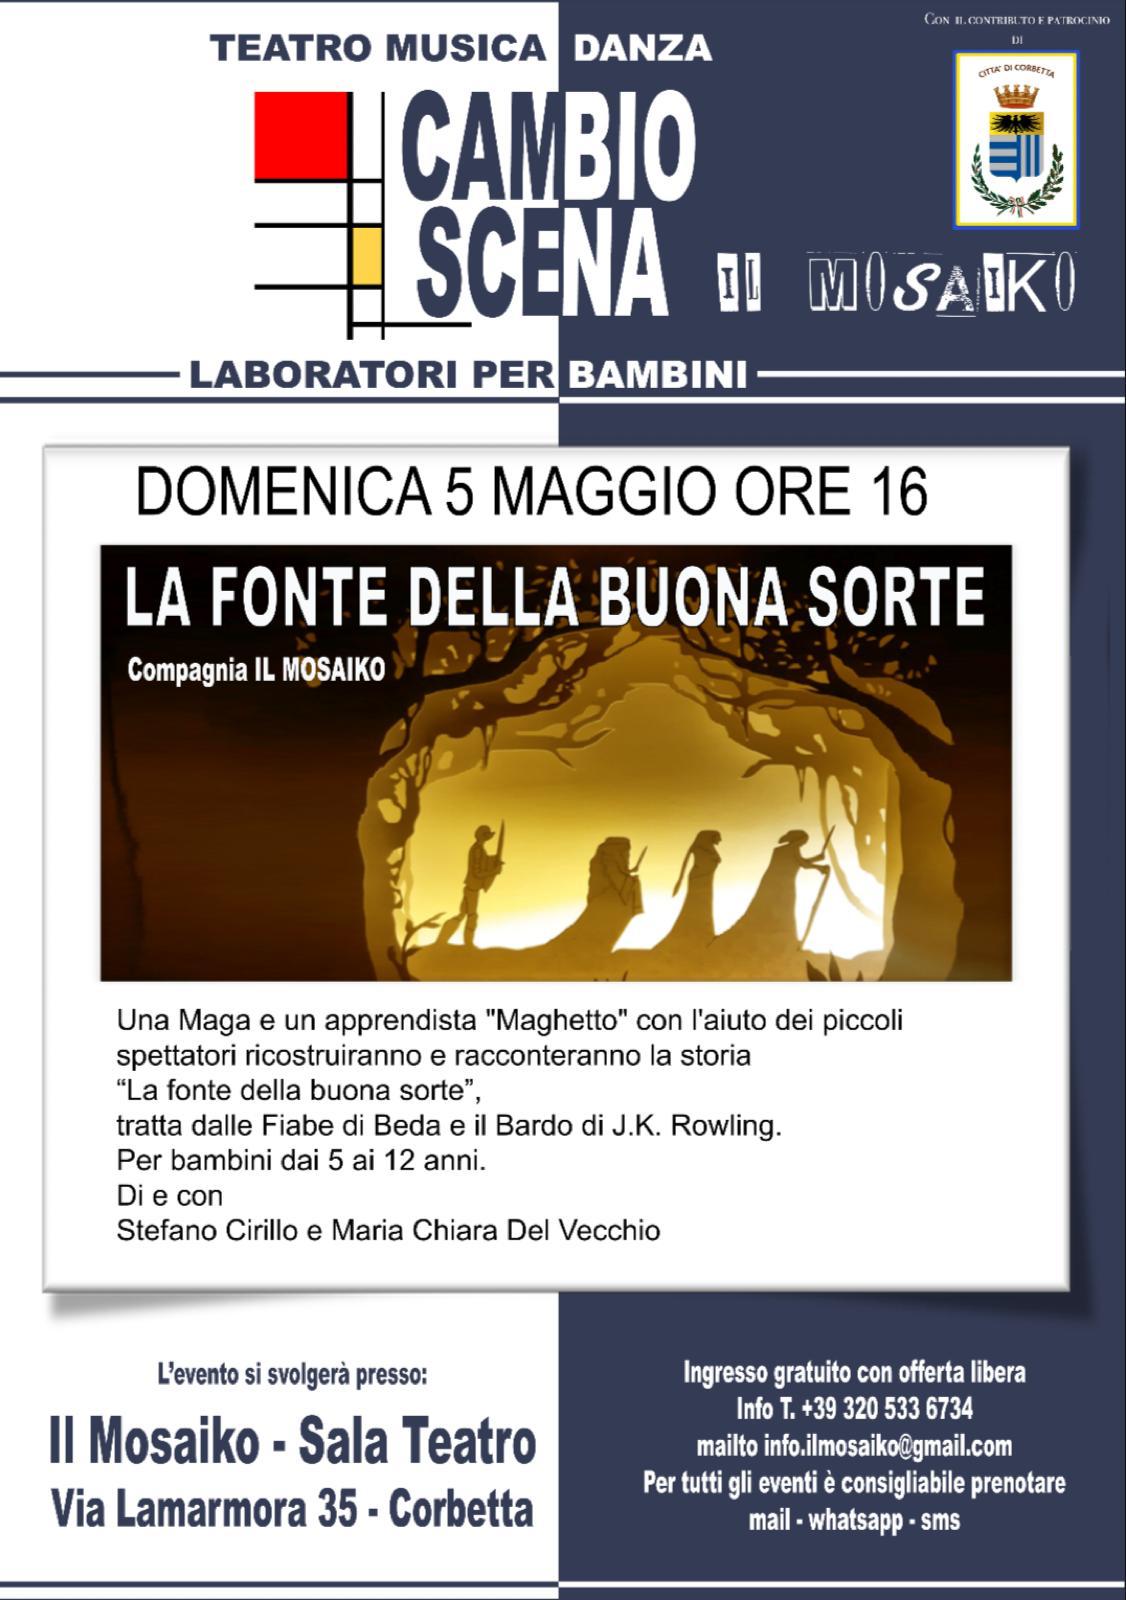 CON IL CONTRIBUTO E PATROCINIO
DI
CITTA' DI CORBETTA
TEATRO MUSICA DANZA
CAMBIO
SCENA
IL MOSAIKO
LABORATORI PER BAMBINI
DOMENICA 5 MAGGIO ORE 16
LA FONTE DELLA BUONA SORTE
Compagnia IL MOSAIKO
Una Maga e un apprendista "Maghetto" con l'aiuto dei piccoli
spettatori ricostruiranno e racconteranno la storia
“La fonte della buona sorte”,
tratta dalle Fiabe di Beda e il Bardo di J.K. Rowling.
Per bambini dai 5 ai 12 anni.
Di e con
Stefano Cirillo e Maria Chiara Del Vecchio
L'evento si svolgerà presso:
Il Mosaiko - Sala Teatro
Via Lamarmora 35 - Corbetta
Ingresso gratuito con offerta libera
Info T. +39 320 533 6734
mailto info.ilmosaiko@gmail.com
Per tutti gli eventi è consigliabile prenotare
mail - whatsapp - sms